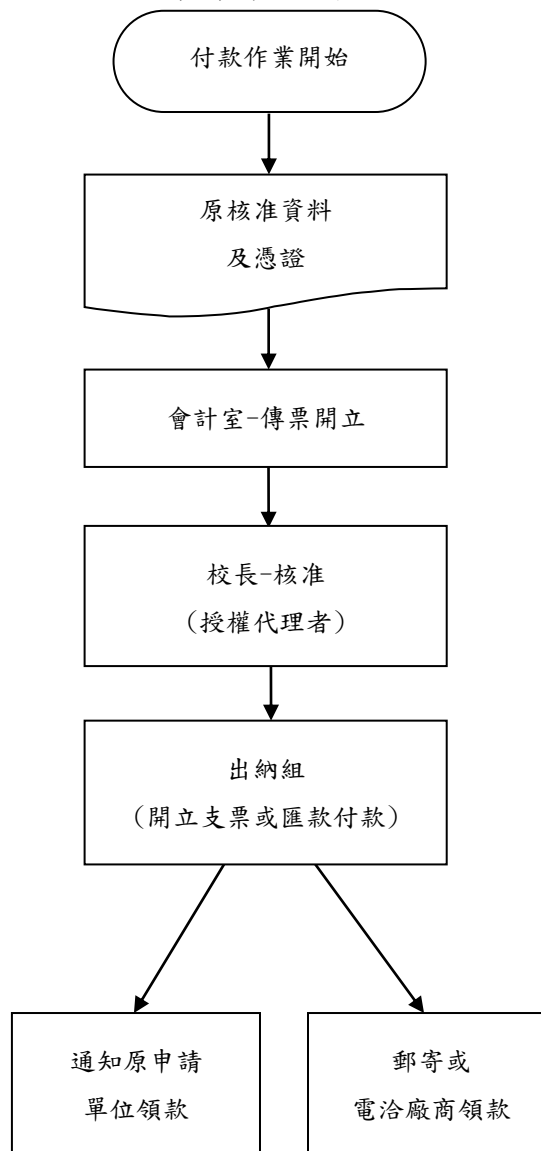 付款作業開始
原核准資料
及憑證
會計室-傳票開立
校長-核准
(授權代理者)
出納組
(開立支票或匯款付款)
通知原申請
單位領款
郵寄或
電洽廠商領款